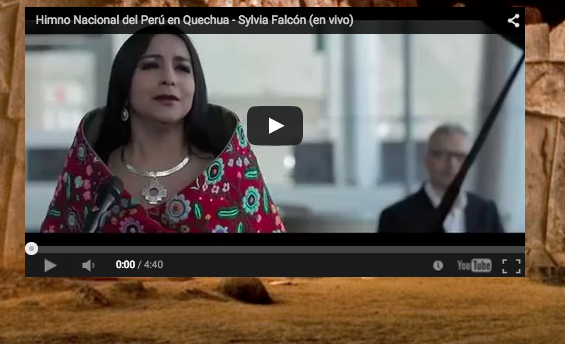 Himno Nacional del Perú en Quechua - Sylvia Falcón (en vivo)
0:00 / 4:40
YouTube